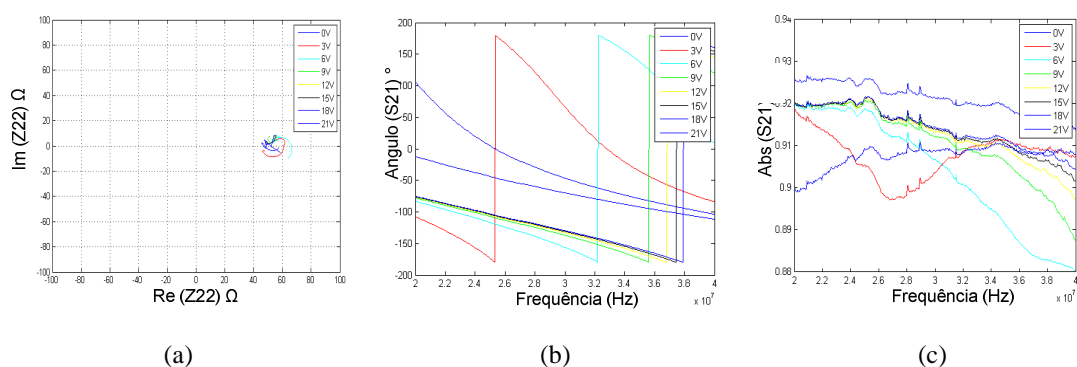 100
80
60
40
20
0
-20
-40
-60
-80
-100
Im (Z22) Ω
-100 -80 -60 -40 -20 0 20 40 60 80 100
Re (Z22) Ω
0V
3V
6V
9V
12V
15V
18V
21V
(a)
200
150
100
50
0
-50
-100
-150
-200
Angulo (S21) °
2 2.2 2.4 2.6 2.8 3 3.2 3.4 3.6 3.8 4
x 10⁷
Frequência (Hz)
0V
3V
6V
9V
12V
15V
18V
21V
(b)
0.94
0.93
0.92
0.91
0.9
0.89
0.88
Abs (S21)
2 2.2 2.4 2.6 2.8 3 3.2 3.4 3.6 3.8 4
x 10⁷
Frequência (Hz)
0V
3V
6V
9V
12V
15V
18V
21V
(c)